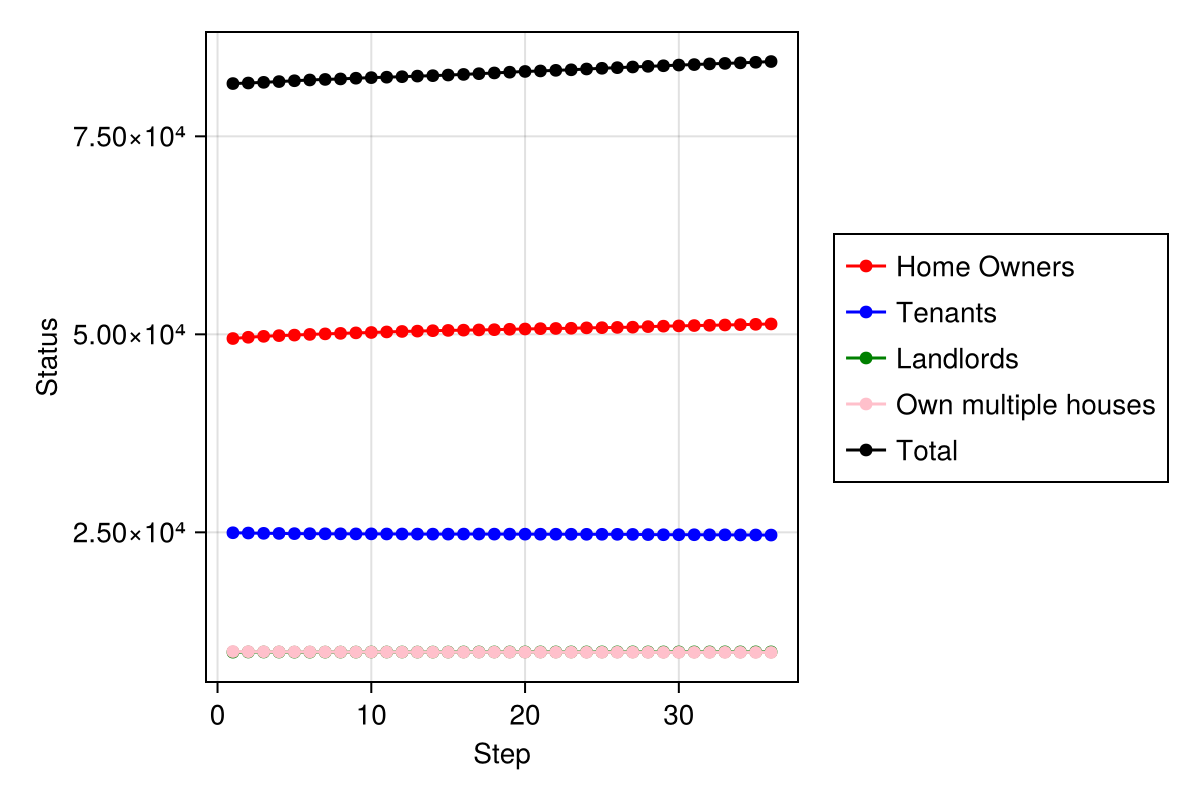 7.50×10⁴
5.00×10⁴
2.50×10⁴
Status
0 10 20 30
Step
Home Owners
Tenants
Landlords
Own multiple houses
Total